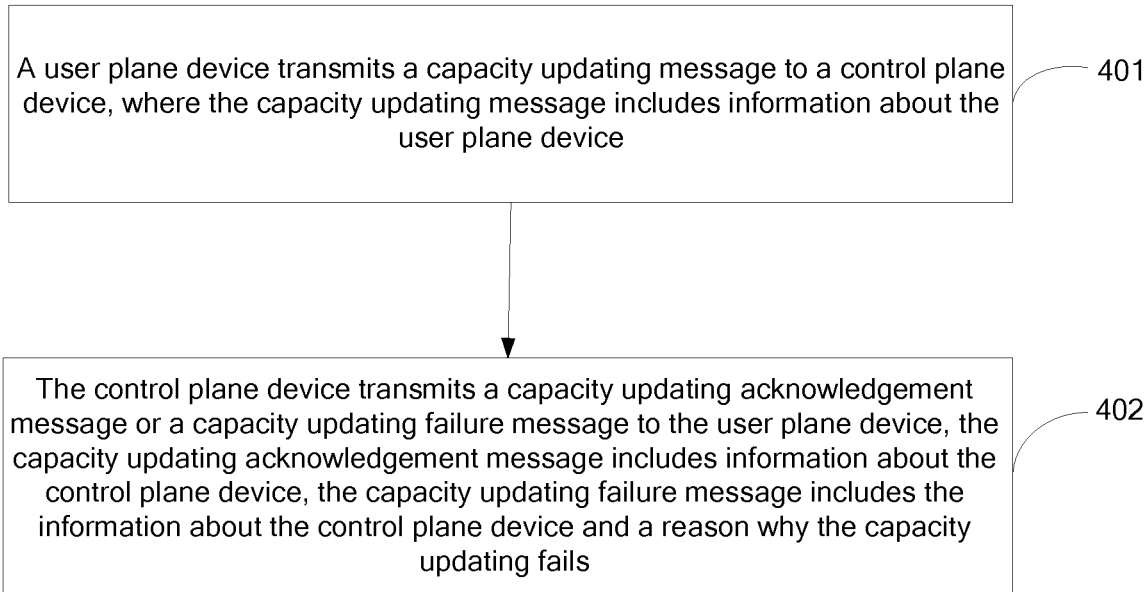 A user plane device transmits a capacity updating message to a control plane
device, where the capacity updating message includes information about the
user plane device
401
The control plane device transmits a capacity updating acknowledgement
message or a capacity updating failure message to the user plane device, the
capacity updating acknowledgement message includes information about the
control plane device, the capacity updating failure message includes the
information about the control plane device and a reason why the capacity
updating fails
402